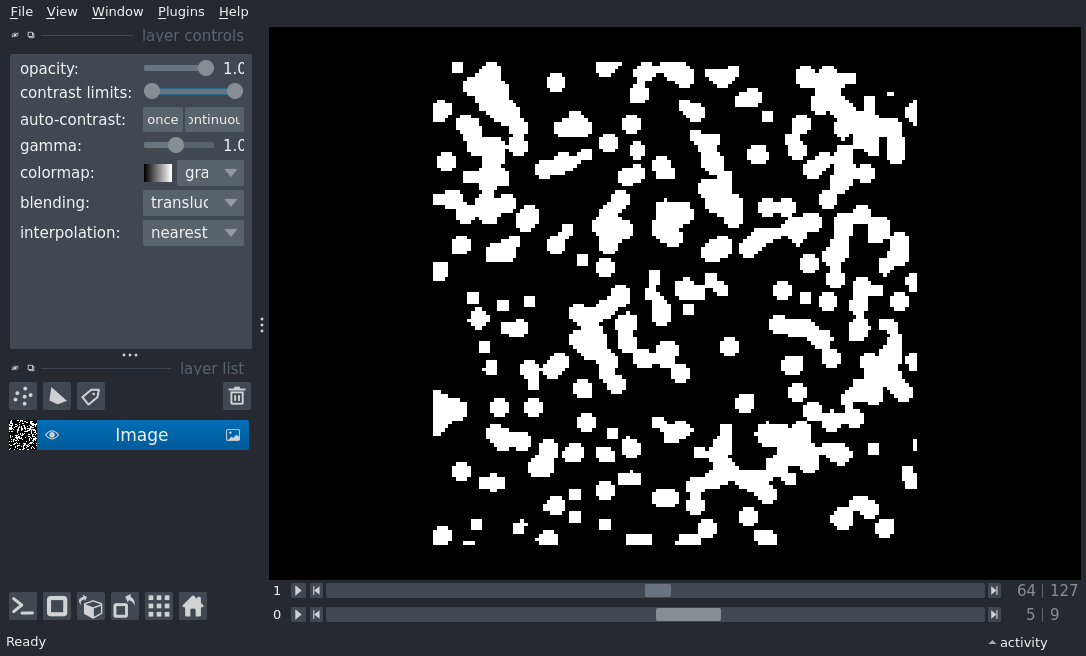 File View Window Plugins Help
layer controls
opacity: 1.0
contrast limits:
auto-contrast: once ontinuou
gamma: 1.0
colormap: gra
blending: transluc
interpolation: nearest
layer list
Image
1 64 | 127
0 5 | 9
Ready activity